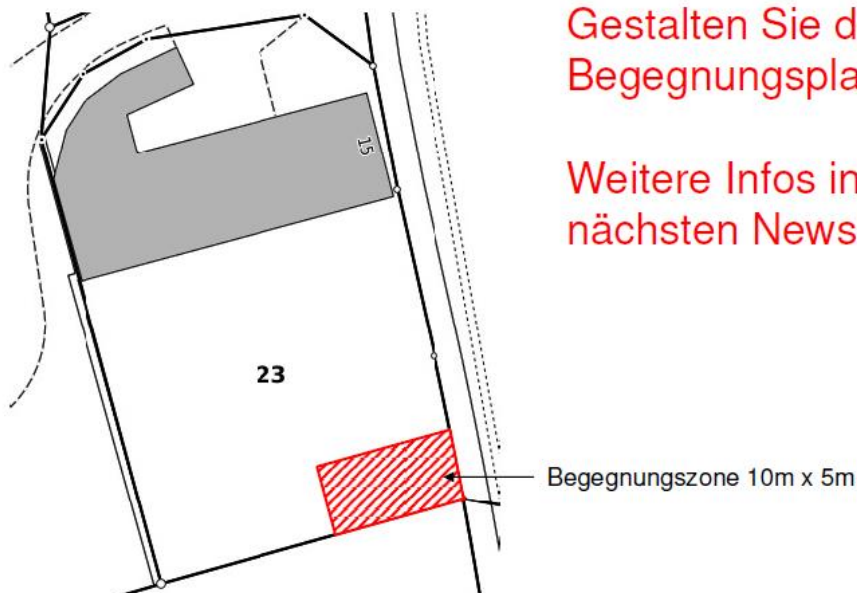 Gestalten Sie d
Begegnungspla
Weitere Infos in
nächsten News
15
23
Begegnungszone 10m x 5m